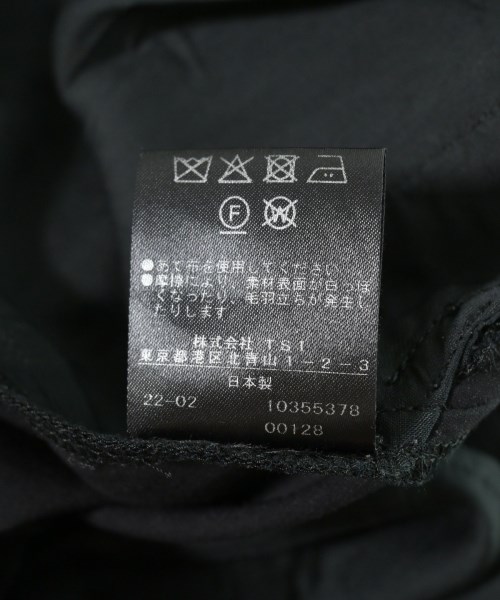 F W
●あて布を使用してください
●摩擦により、素材表面が白っぽ
くなったり、毛羽立ちが発生し
たりします
株式会社 TSI
東京都港区北青山1-2-3
日本製
22-02 10355378
00128